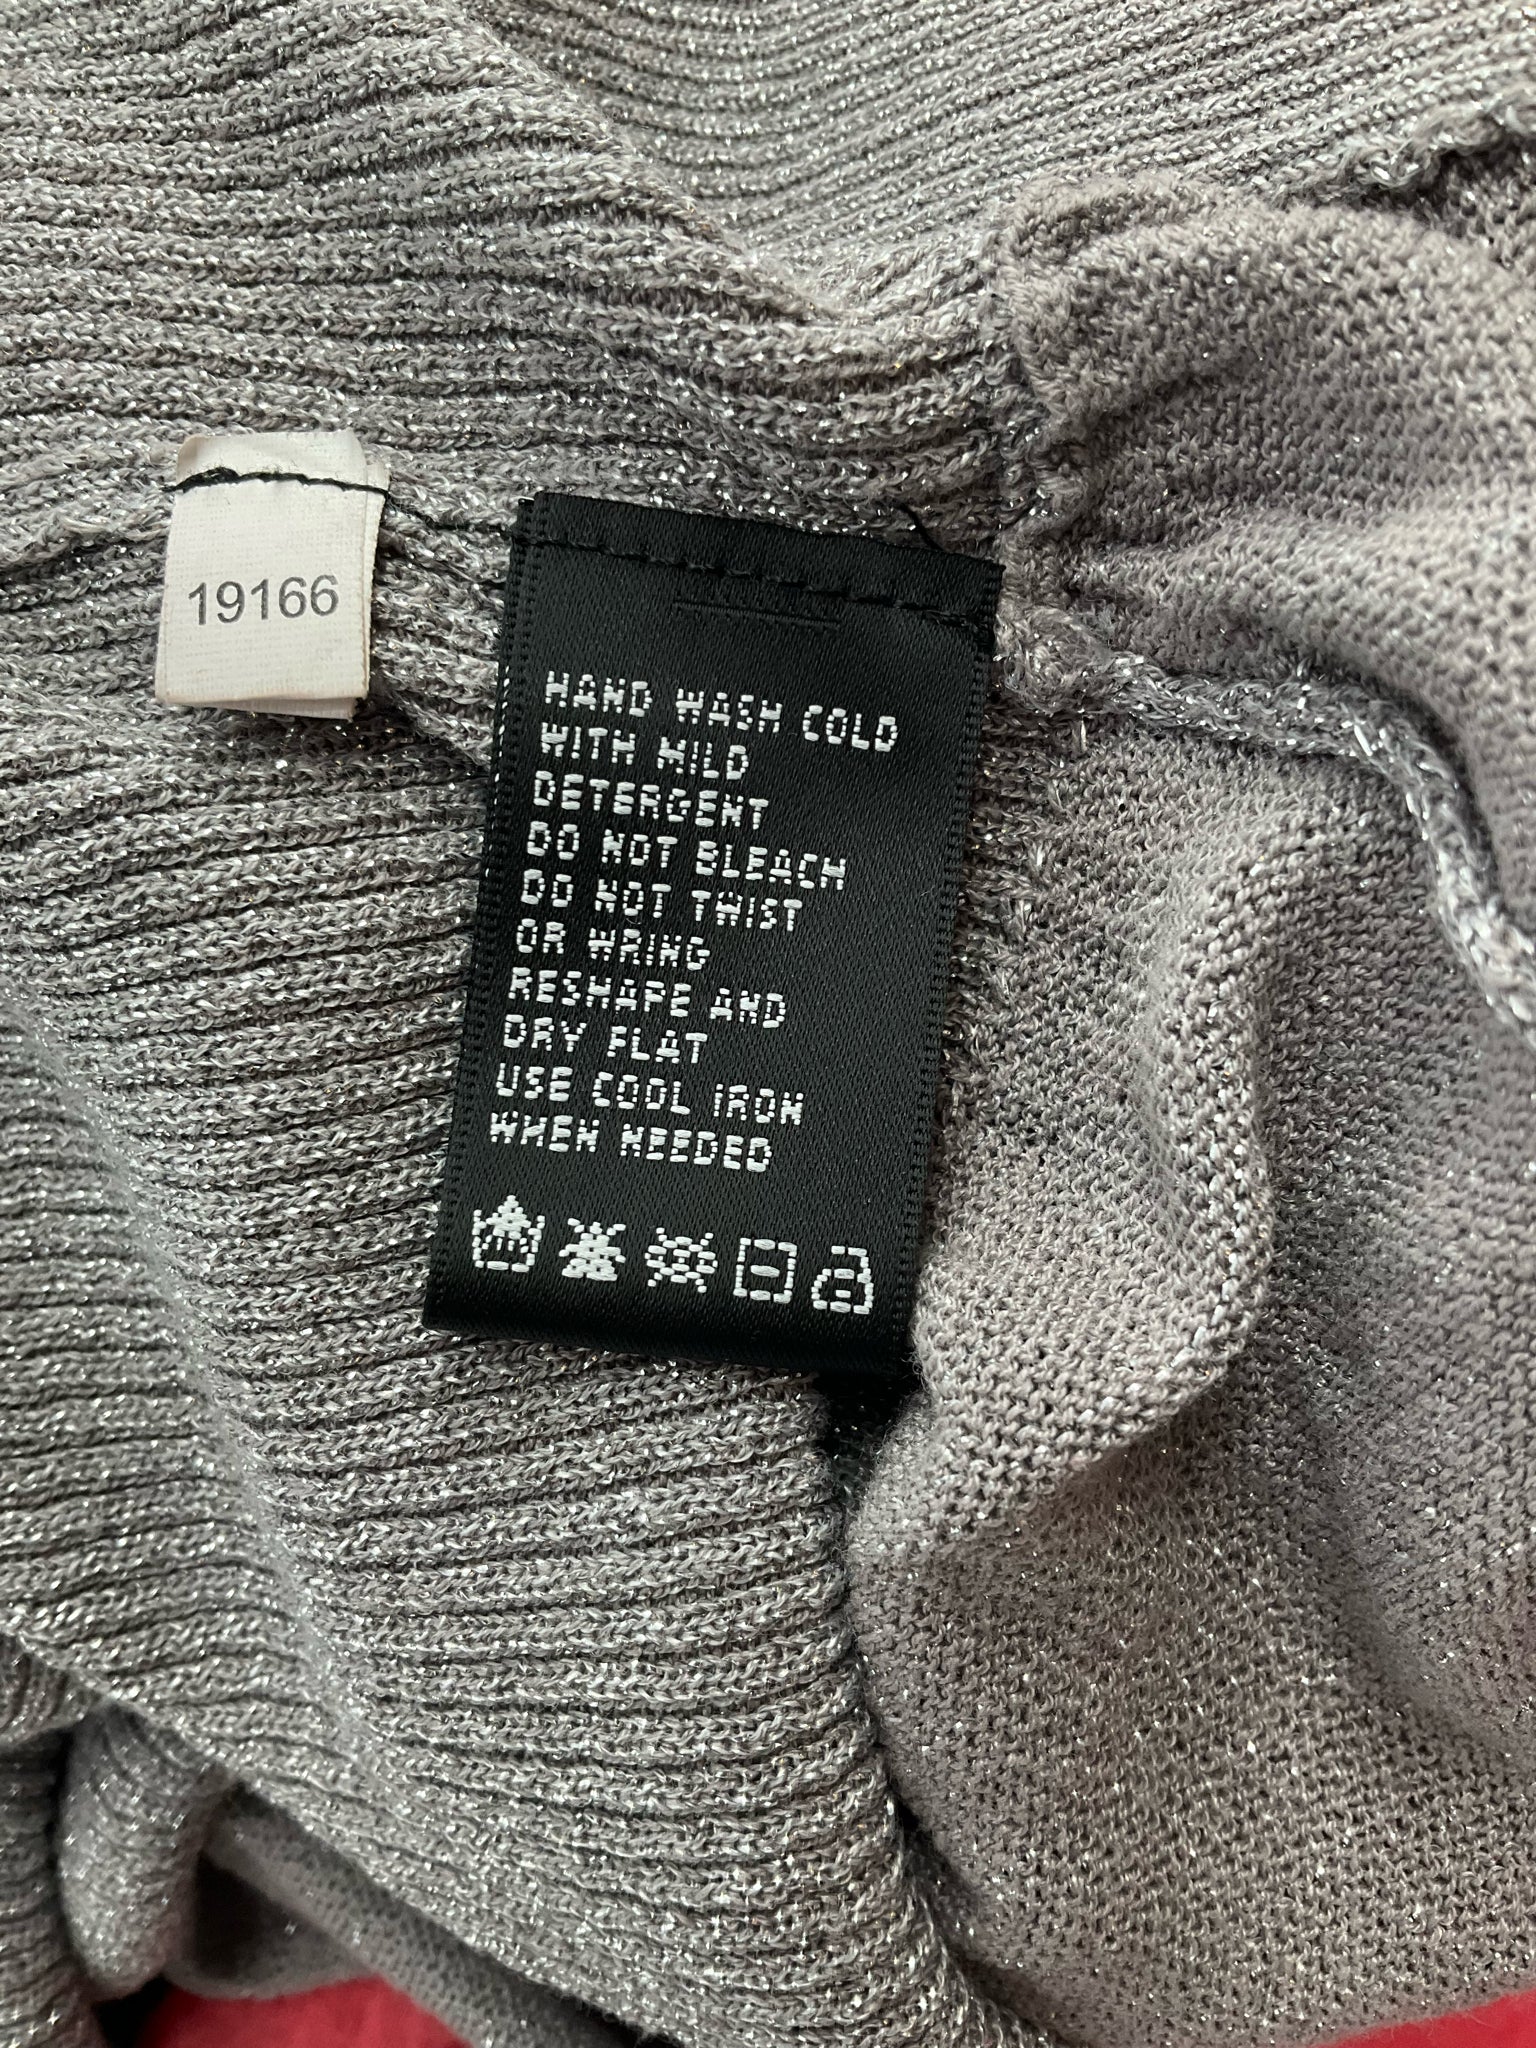 19166
HAND WASH COLD
WITH MILD
DETERGENT
DO NOT BLEACH
DO NOT TWIST
OR WRING
RESHAPE AND
DRY FLAT
USE COOL IRON
WHEN NEEDED